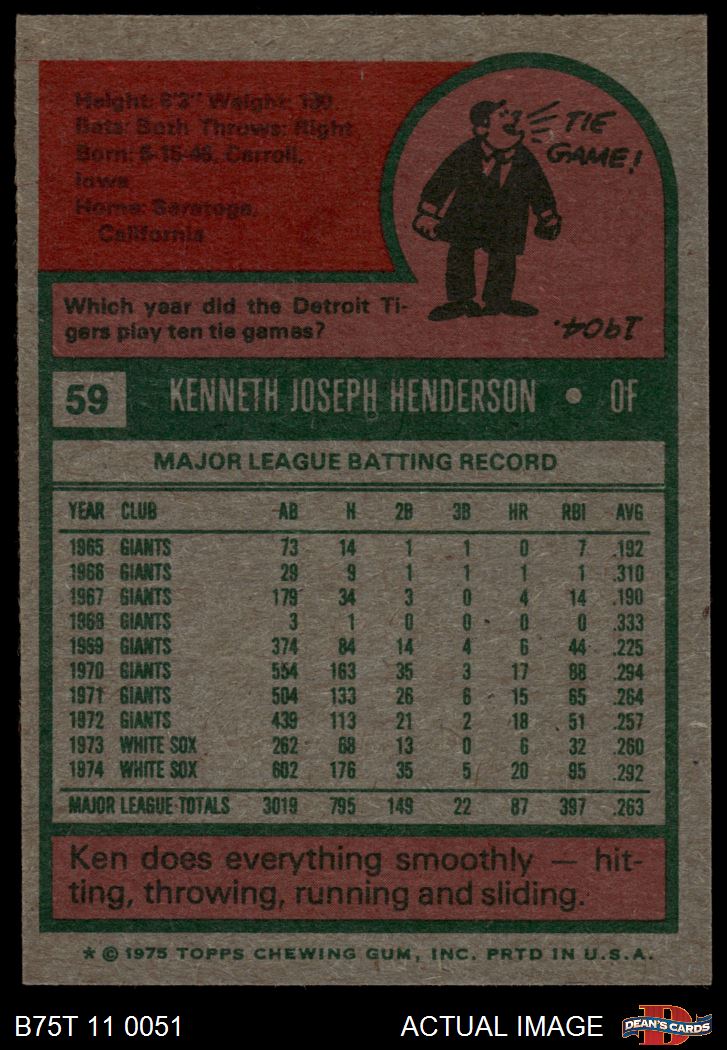 Height: 6'2" Weight: 190
Bats: Both Throws: Right
Born: 6-15-46, Carroll,
Iowa
Home: Saratoga,
California
TIE
GAME!
Which year did the Detroit Ti-
gers play ten tie games?
1904.
59 KENNETH JOSEPH HENDERSON • OF
MAJOR LEAGUE BATTING RECORD
YEAR CLUB AB H 2B 3B HR RBI AVG
1965 GIANTS 73 14 1 1 0 7 .192
1966 GIANTS 29 9 1 1 1 1 .310
1967 GIANTS 179 34 3 0 4 14 .190
1968 GIANTS 3 1 0 0 0 0 .333
1969 GIANTS 374 84 14 4 6 44 .225
1970 GIANTS 554 163 35 3 17 88 .294
1971 GIANTS 504 133 26 6 15 65 .264
1972 GIANTS 439 113 21 2 18 51 .257
1973 WHITE SOX 262 68 13 0 6 32 .260
1974 WHITE SOX 602 176 35 5 20 95 .292
MAJOR LEAGUE TOTALS 3019 795 149 22 87 397 .263
Ken does everything smoothly — hit-
ting, throwing, running and sliding.
* © 1975 TOPPS CHEWING GUM, INC. PRTD IN U.S.A.
B75T 11 0051 ACTUAL IMAGE
D
DEAN'S CARDS